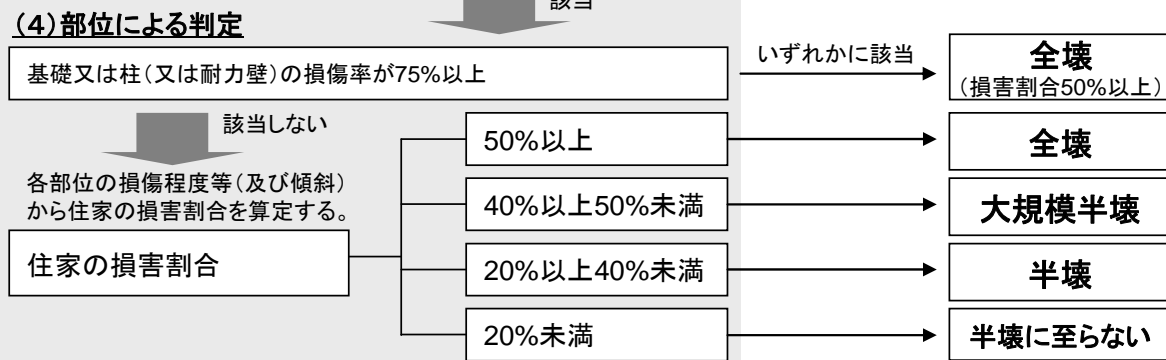 該当
(4)部位による判定
基礎又は柱(又は耐力壁)の損傷率が75%以上
いずれかに該当
全壊
(損害割合50%以上)
該当しない
各部位の損傷程度等(及び傾斜)
から住家の損害割合を算定する。
住家の損害割合
50%以上
全壊
40%以上50%未満
大規模半壊
20%以上40%未満
半壊
20%未満
半壊に至らない